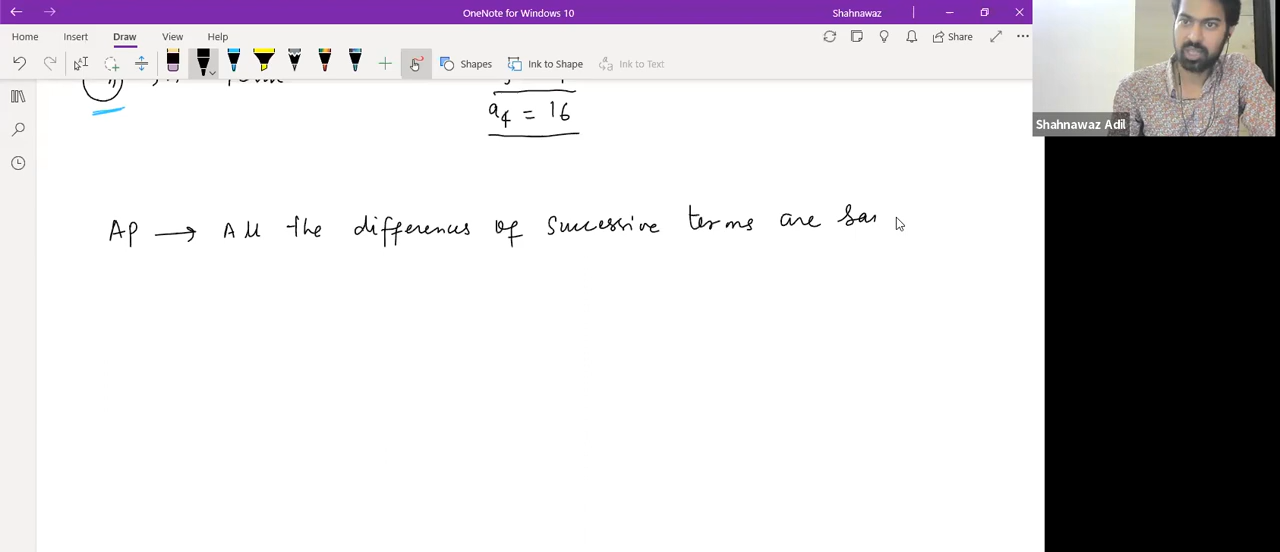 OneNote for Windows 10
Shahnawaz
Home Insert Draw View Help
Share
Shapes
Ink to Shape
Ink to Text
Shahnawaz Adil
a4 = 16
AP → All the differences of successive terms are sa